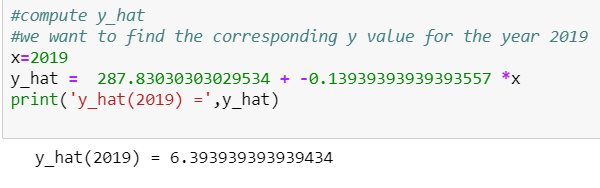 #compute y_hat
#we want to find the corresponding y value for the year 2019
x=2019
y_hat =  287.83030303029534 + -0.13939393939393557 *x
print('y_hat(2019) =',y_hat)
y_hat(2019) = 6.393939393939434